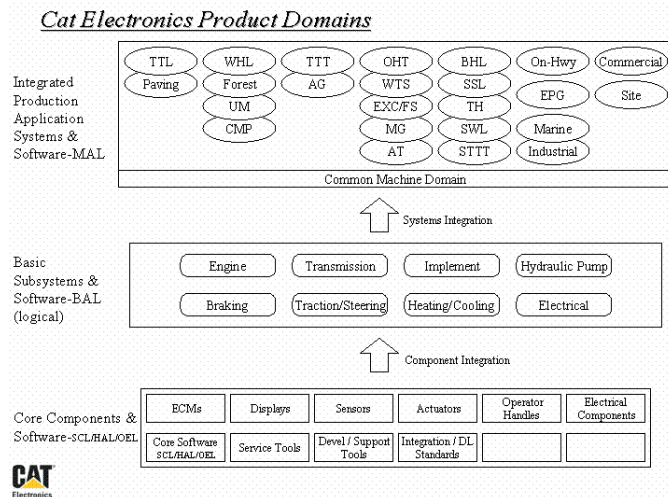 Cat Electronics Product Domains
Integrated
Production
Application
Systems &
Software-MAL
TTL WHL TTT OHT BHL On-Hwy Commercial
Paving Forest AG WTS SSL EPG Site
UM EXC/FS TH
CMP MG SWL Marine
AT STTT Industrial
Common Machine Domain
Systems Integration
Basic
Subsystems &
Software-BAL
(logical)
Engine Transmission Implement Hydraulic Pump
Braking Traction/Steering Heating/Cooling Electrical
Component Integration
Core Components &
Software-SCL/HAL/OEL
ECMs Displays Sensors Actuators Operator Handles Electrical Components
Core Software SCL/HAL/OEL Service Tools Devel / Support Tools Integration / DL Standards
CAT
Electronics